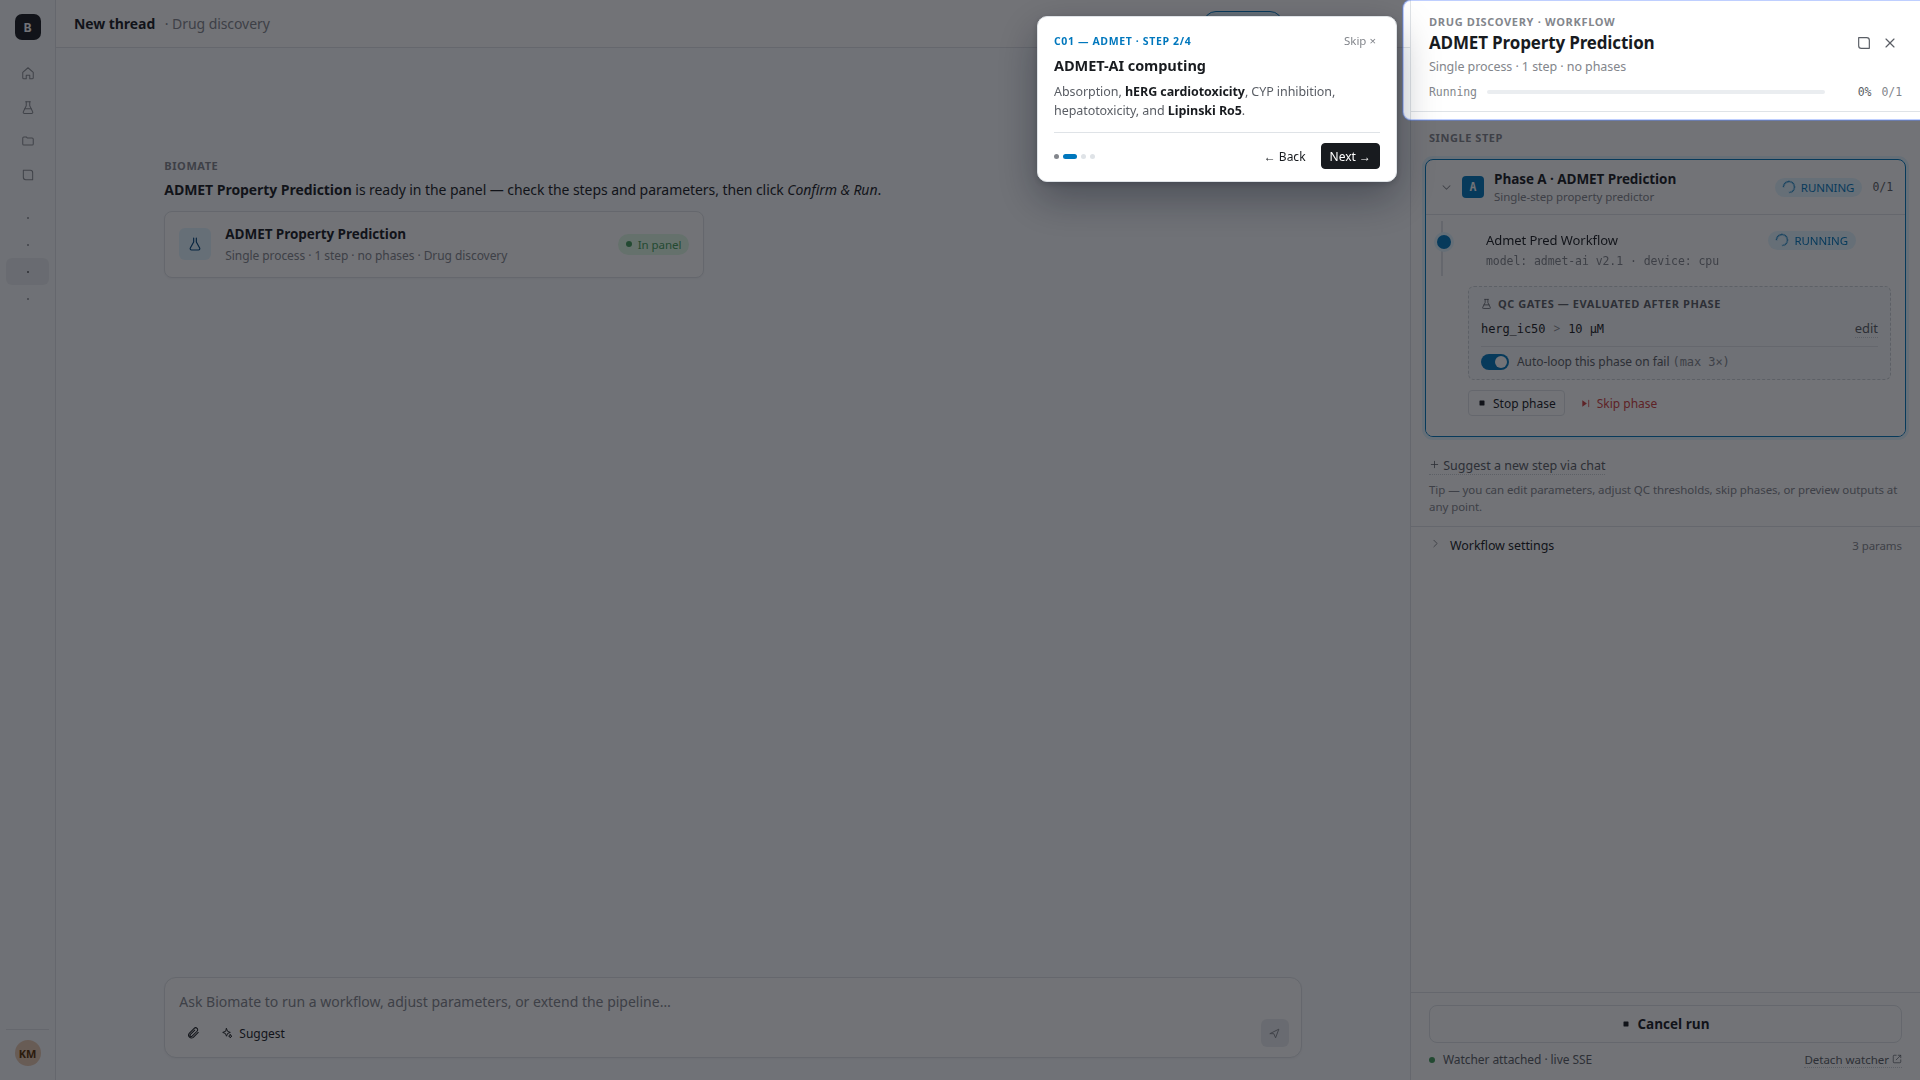 B
New thread · Drug discovery
BIOMATE
ADMET Property Prediction is ready in the panel — check the steps and parameters, then click Confirm & Run.
ADMET Property Prediction
Single process · 1 step · no phases · Drug discovery
In panel
C01 — ADMET · STEP 2/4
Skip ×
ADMET-AI computing
Absorption, hERG cardiotoxicity, CYP inhibition,
hepatotoxicity, and Lipinski Ro5.
← Back
Next →
DRUG DISCOVERY · WORKFLOW
ADMET Property Prediction
Single process · 1 step · no phases
Running
0% 0/1
SINGLE STEP
A
Phase A · ADMET Prediction
Single-step property predictor
RUNNING
0/1
Admet Pred Workflow
model: admet-ai v2.1 · device: cpu
RUNNING
QC GATES — EVALUATED AFTER PHASE
herg_ic50 > 10 µM
edit
Auto-loop this phase on fail (max 3×)
Stop phase
Skip phase
+ Suggest a new step via chat
Tip — you can edit parameters, adjust QC thresholds, skip phases, or preview outputs at
any point.
Workflow settings
3 params
Ask Biomate to run a workflow, adjust parameters, or extend the pipeline...
Suggest
Cancel run
Watcher attached · live SSE
Detach watcher
KM